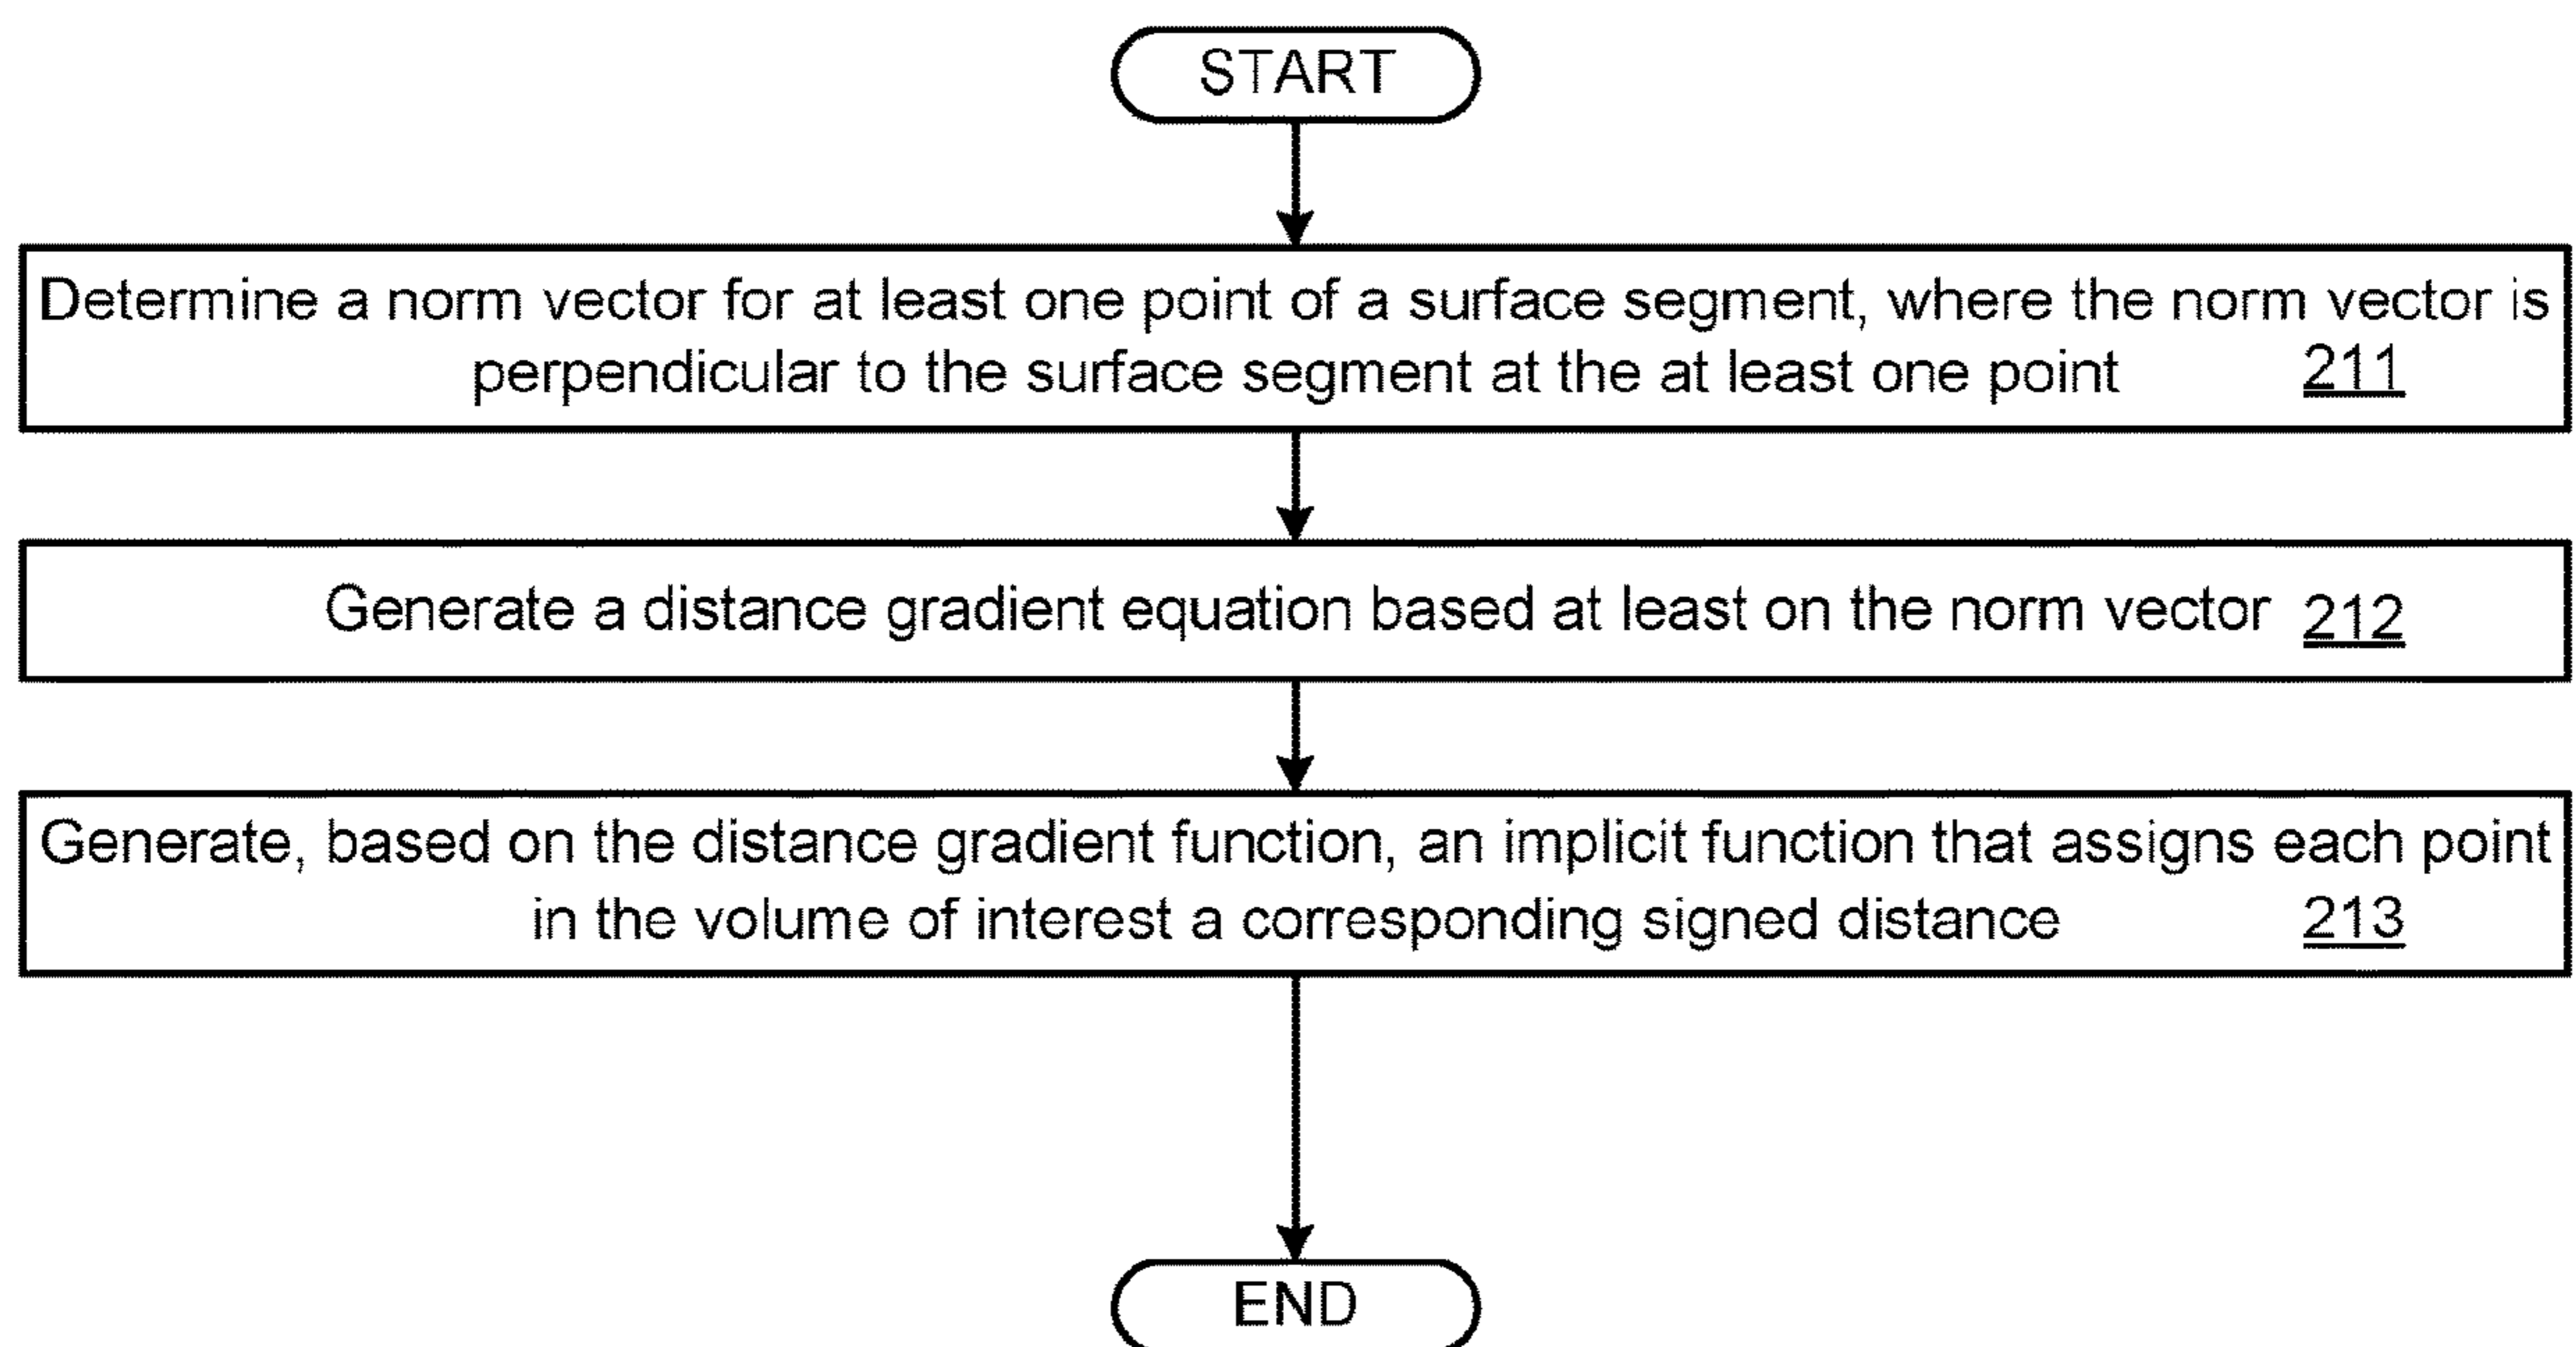 START
Determine a norm vector for at least one point of a surface segment, where the norm vector is
perpendicular to the surface segment at the at least one point 211
Generate a distance gradient equation based at least on the norm vector 212
Generate, based on the distance gradient function, an implicit function that assigns each point
in the volume of interest a corresponding signed distance 213
END